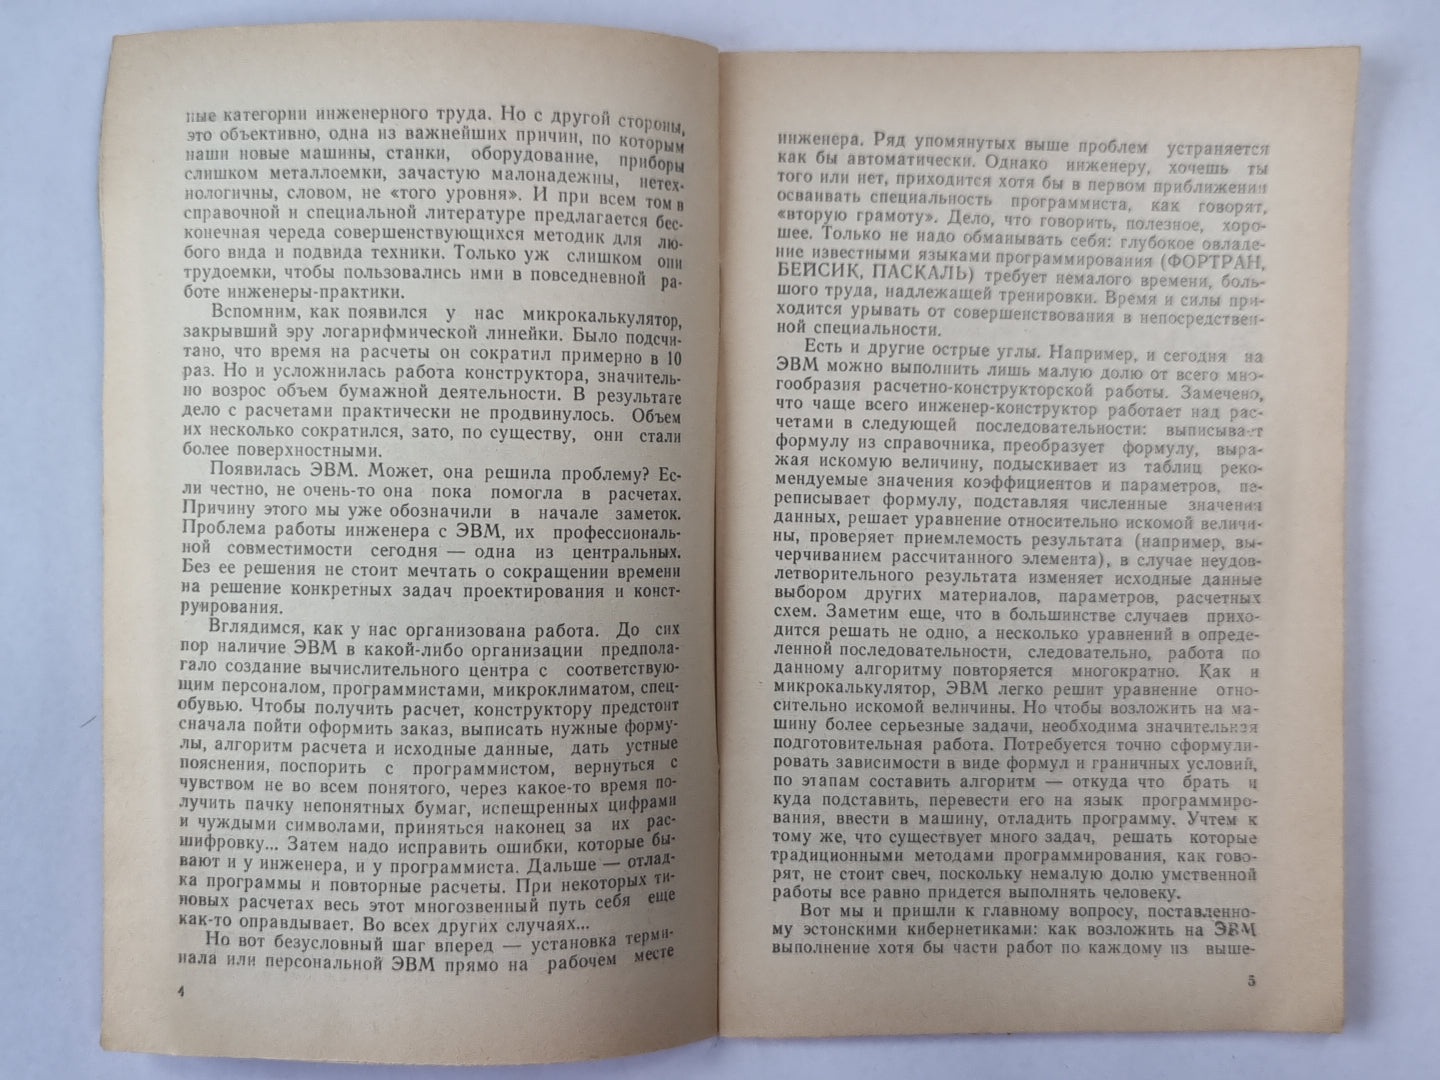 ные категории инженерного труда. Но с другой стороны,
это объективно, одна из важнейших причин, по которым
наши новые машины, станки, оборудование, приборы
слишком металлоемки, зачастую малонадежны, нетех-
нологичны, словом, не «того уровня». И при всем том в
справочной и специальной литературе предлагается бес-
конечная череда совершенствующихся методик для лю-
бого вида и подвида техники. Только уж слишком они
трудоемки, чтобы пользовались ими в повседневной ра-
боте инженеры-практики.
Вспомним, как появился у нас микрокалькулятор,
закрывший эру логарифмической линейки. Было подсчи-
тано, что время на расчеты он сократил примерно в 10
раз. Но и усложнилась работа конструктора, значитель-
но возрос объем бумажной деятельности. В результате
дело с расчетами практически не продвинулось. Объем
их несколько сократился, зато, по существу, они стали
более поверхностными.
Появилась ЭВМ. Может, она решила проблему? Ес-
ли честно, не очень-то она пока помогла в расчетах.
Причину этого мы уже обозначили в начале заметок.
Проблема работы инженера с ЭВМ, их профессиональ-
ной совместимости сегодня — одна из центральных.
Без ее решения не стоит мечтать о сокращении времени
на решение конкретных задач проектирования и конст-
руирования.
Вглядимся, как у нас организована работа. До сих
пор наличие ЭВМ в какой-либо организации предпола-
гало создание вычислительного центра с соответствую-
щим персоналом, программистами, микроклиматом, спец-
обувью. Чтобы получить расчет, конструктору предстоит
сначала пойти оформить заказ, выписать нужные форму-
лы, алгоритм расчета и исходные данные, дать устные
пояснения, поспорить с программистом, вернуться с
чувством не во всем понятого, через какое-то время по-
лучить пачку непонятных бумаг, испещренных цифрами
и чуждыми символами, приняться наконец за их рас-
шифровку... Затем надо исправить ошибки, которые бы-
вают и у инженера, и у программиста. Дальше — отлад-
ка программы и повторные расчеты. При некоторых ти-
повых расчетах весь этот многозвенный путь себя еще
как-то оправдывает. Во всех других случаях...
Но вот безусловный шаг вперед — установка терми-
нала или персональной ЭВМ прямо на рабочем месте
4
инженера. Ряд упомянутых выше проблем устраняется
как бы автоматически. Однако инженеру, хочешь ты
того или нет, приходится хотя бы в первом приближении
осваивать специальность программиста, как говорят,
«вторую грамоту». Дело, что говорить, полезное, хоро-
шее. Только не надо обманывать себя: глубокое овладе-
ние известными языками программирования (ФОРТРАН,
БЕЙСИК, ПАСКАЛЬ) требует немалого времени, боль-
шого труда, надлежащей тренировки. Время и силы при-
ходится урывать от совершенствования в непосредствен-
ной специальности.
Есть и другие острые углы. Например, и сегодня на
ЭВМ можно выполнить лишь малую долю от всего мно-
гообразия расчетно-конструкторской работы. Замечено,
что чаще всего инженер-конструктор работает над рас-
четами в следующей последовательности: выписывает
формулу из справочника, преобразует формулу, выра-
жая искомую величину, подыскивает из таблиц реко-
мендуемые значения коэффициентов и параметров, пе-
реписывает формулу, подставляя численные значения
данных, решает уравнение относительно искомой величи-
ны, проверяет приемлемость результата (например, вы-
черчиванием рассчитанного элемента), в случае неудов-
летворительного результата изменяет исходные данные
выбором других материалов, параметров, расчетных
схем. Заметим еще, что в большинстве случаев прихо-
дится решать не одно, а несколько уравнений в опреде-
ленной последовательности, следовательно, работа по
данному алгоритму повторяется многократно. Как и
микрокалькулятор, ЭВМ легко решит уравнение отно-
сительно искомой величины. Но чтобы возложить на ма-
шину более серьезные задачи, необходима значительная
подготовительная работа. Потребуется точно сформули-
ровать зависимости в виде формул и граничных условий,
по этапам составить алгоритм — откуда что брать и
куда подставить, перевести его на язык программиро-
вания, ввести в машину, отладить программу. Учтем к
тому же, что существует много задач, решать которые
традиционными методами программирования, как гово-
рят, не стоит свеч, поскольку немалую долю умственной
работы все равно придется выполнять человеку.
Вот мы и пришли к главному вопросу, поставленно-
му эстонскими кибернетиками: как возложить на ЭВМ
выполнение хотя бы части работ по каждому из выше-
5